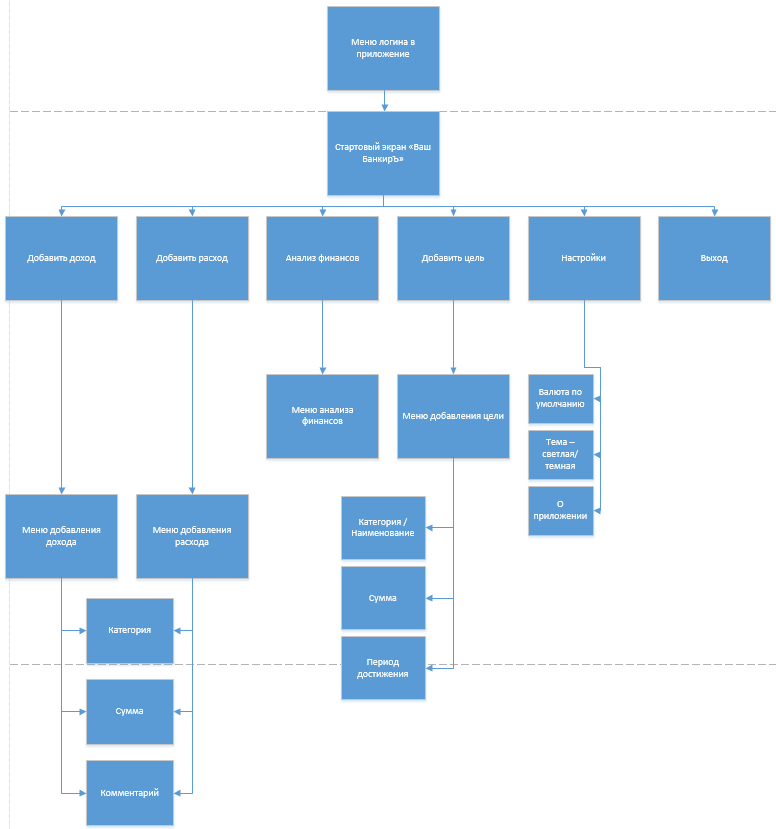 Меню логина в
приложение
Стартовый экран «Ваш
БанкирЪ»
Добавить доход
Добавить расход
Анализ финансов
Добавить цель
Настройки
Выход
Меню анализа
финансов
Меню добавления цели
Валюта по
умолчанию
Тема –
светлая/
темная
О
приложении
Меню добавления
дохода
Меню добавления
расхода
Категория /
Наименование
Сумма
Период
достижения
Категория
Сумма
Комментарий